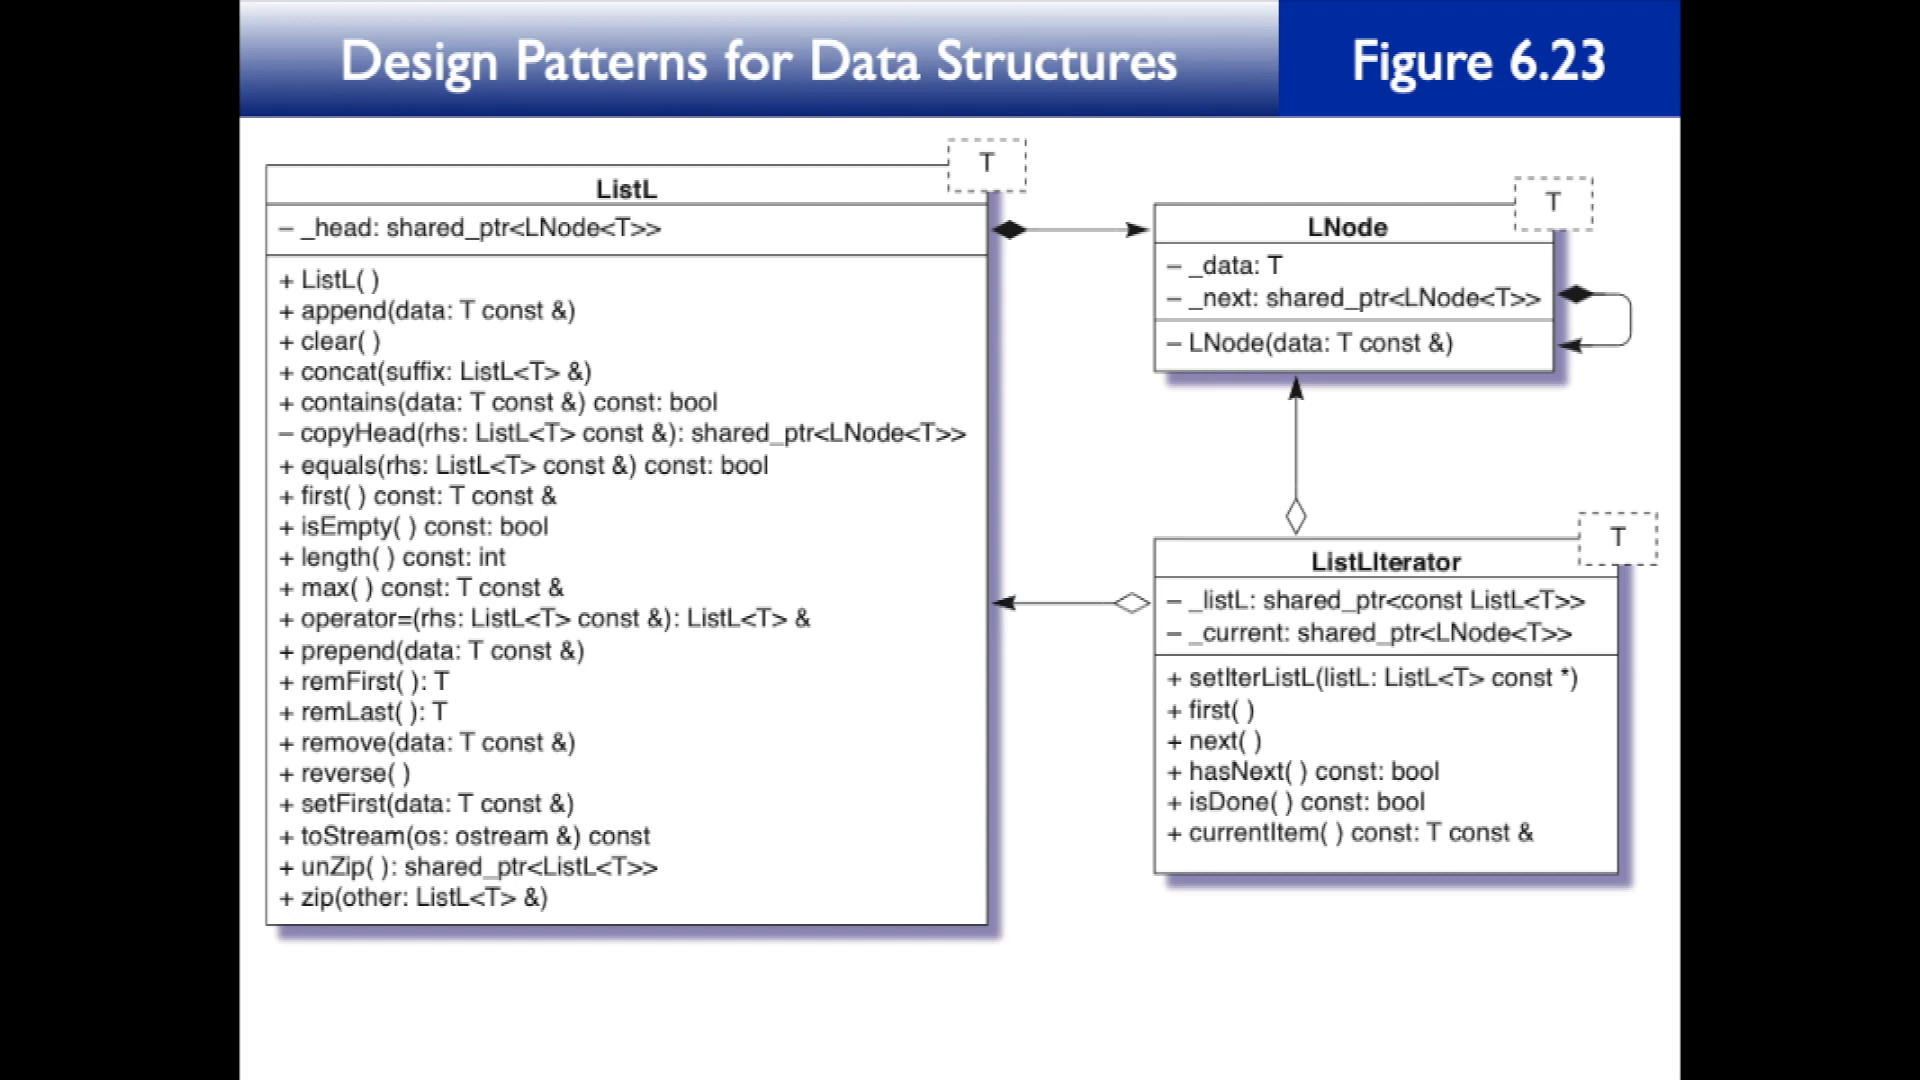 Design Patterns for Data Structures
Figure 6.23
T
ListL
– _head: shared_ptr<LNode<T>>
+ ListL( )
+ append(data: T const &)
+ clear( )
+ concat(suffix: ListL<T> &)
+ contains(data: T const &) const: bool
– copyHead(rhs: ListL<T> const &): shared_ptr<LNode<T>>
+ equals(rhs: ListL<T> const &) const: bool
+ first( ) const: T const &
+ isEmpty( ) const: bool
+ length( ) const: int
+ max( ) const: T const &
+ operator=(rhs: ListL<T> const &): ListL<T> &
+ prepend(data: T const &)
+ remFirst( ): T
+ remLast( ): T
+ remove(data: T const &)
+ reverse( )
+ setFirst(data: T const &)
+ toStream(os: ostream &) const
+ unZip( ): shared_ptr<ListL<T>>
+ zip(other: ListL<T> &)
T
LNode
– _data: T
– _next: shared_ptr<LNode<T>>
– LNode(data: T const &)
T
ListLIterator
– _listL: shared_ptr<const ListL<T>>
– _current: shared_ptr<LNode<T>>
+ setIterListL(listL: ListL<T> const *)
+ first( )
+ next( )
+ hasNext( ) const: bool
+ isDone( ) const: bool
+ currentItem( ) const: T const &